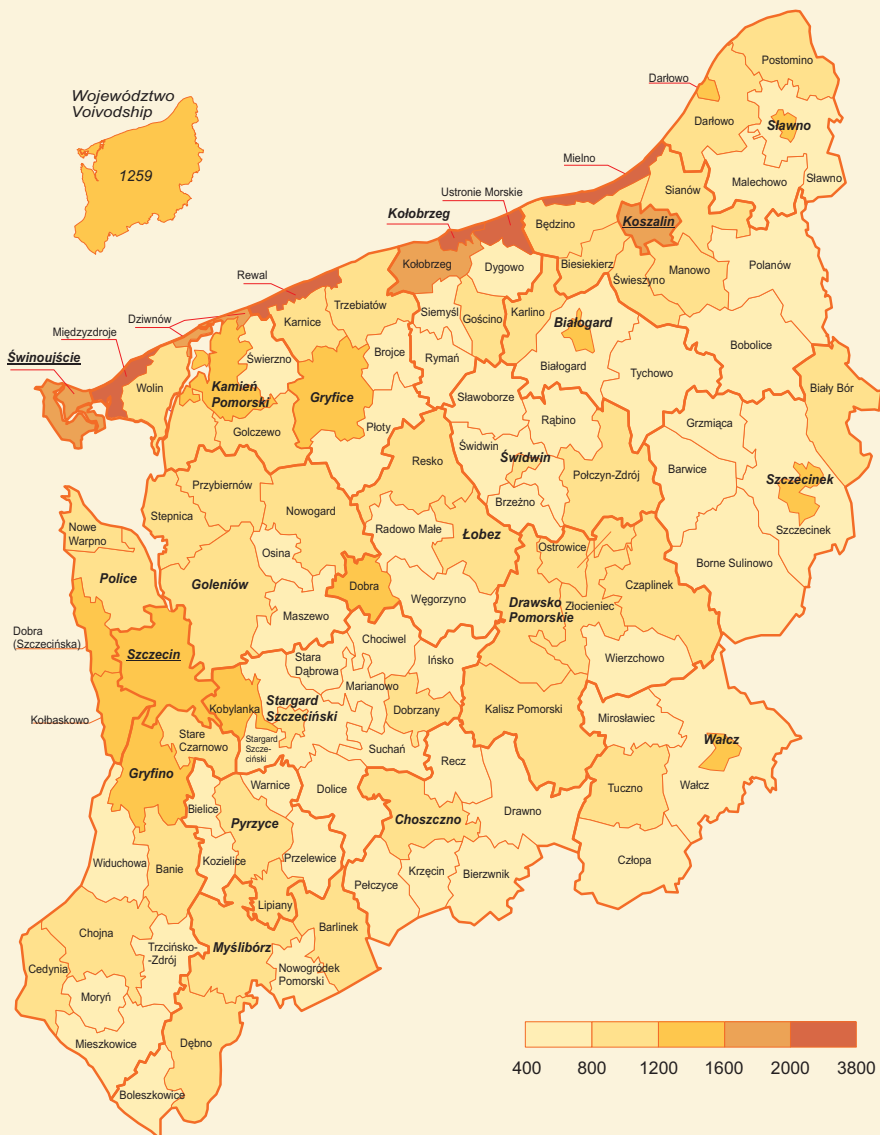 Województwo
Voivodship
1259
Postomino
Darłowo
Darłowo
Sławno
Mielno
Malechowo
Sławno
Ustronie Morskie
Sianów
Kołobrzeg
Będzino
Koszalin
Kołobrzeg
Dygowo
Biesiekierz
Manowo
Polanów
Świeszyno
Rewal
Trzebiatów
Siemyśl
Karlino
Dziwnów
Karnice
Gościno
Białogard
Międzyzdroje
Świerzno
Brojce
Rymań
Bobolice
Świnoujście
Białogard
Tychowo
Wolin
Kamień
Pomorski
Gryfice
Sławoborze
Biały Bór
Golczewo
Płoty
Rąbino
Grzmiąca
Świdwin
Świdwin
Resko
Barwice
Szczecinek
Przybiernów
Połczyn-Zdrój
Brzeżno
Stepnica
Nowogard
Nowe
Warpno
Radowo Małe
Łobez
Szczecinek
Osina
Ostrowice
Borne Sulinowo
Police
Goleniów
Dobra
Czaplinek
Węgorzyno
Drawsko
Pomorskie
Złocieniec
Maszewo
Dobra
(Szczecińska)
Chociwel
Szczecin
Stara
Dąbrowa
Ińsko
Wierzchowo
Marianowo
Kobylanka
Stargard
Szczeciński
Dobrzany
Kalisz Pomorski
Kołbaskowo
Mirosławiec
Stare
Czarnowo
Stargard
Szcze-
ciński
Suchań
Wałcz
Recz
Gryfino
Warnice
Dolice
Tuczno
Wałcz
Bielice
Pyrzyce
Choszczno
Drawno
Widuchowa
Banie
Kozielice
Przelewice
Człopa
Krzęcin
Bierzwnik
Pełczyce
Lipiany
Chojna
Barlinek
Trzcińsko-
-Zdrój
Myślibórz
Cedynia
Nowogródek
Pomorski
Moryń
Mieszkowice
Dębno
Boleszkowice
400 800 1200 1600 2000 3800